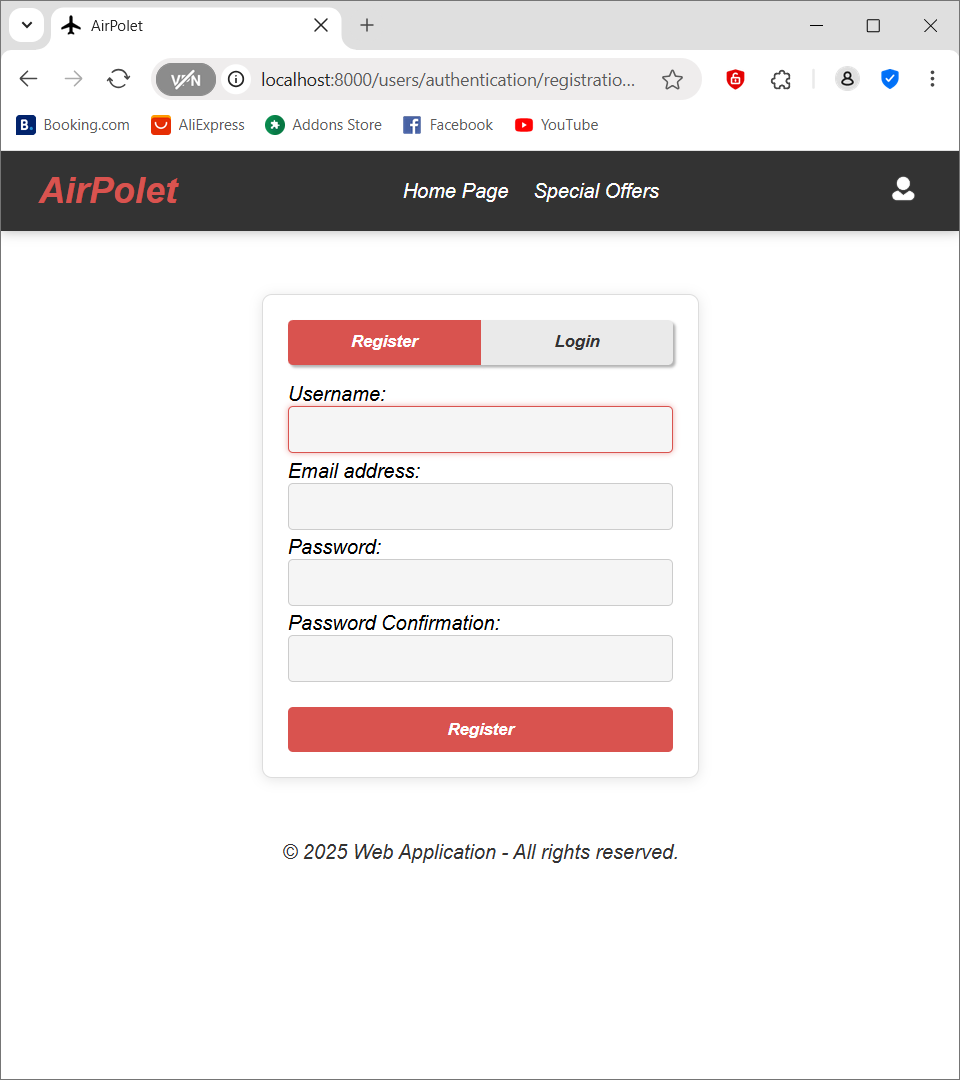 AirPolet
VPN
localhost:8000/users/authentication/registratio...
B. Booking.com AliExpress Addons Store Facebook YouTube
AirPolet Home Page Special Offers
Register Login
Username:
Email address:
Password:
Password Confirmation:
Register
© 2025 Web Application - All rights reserved.